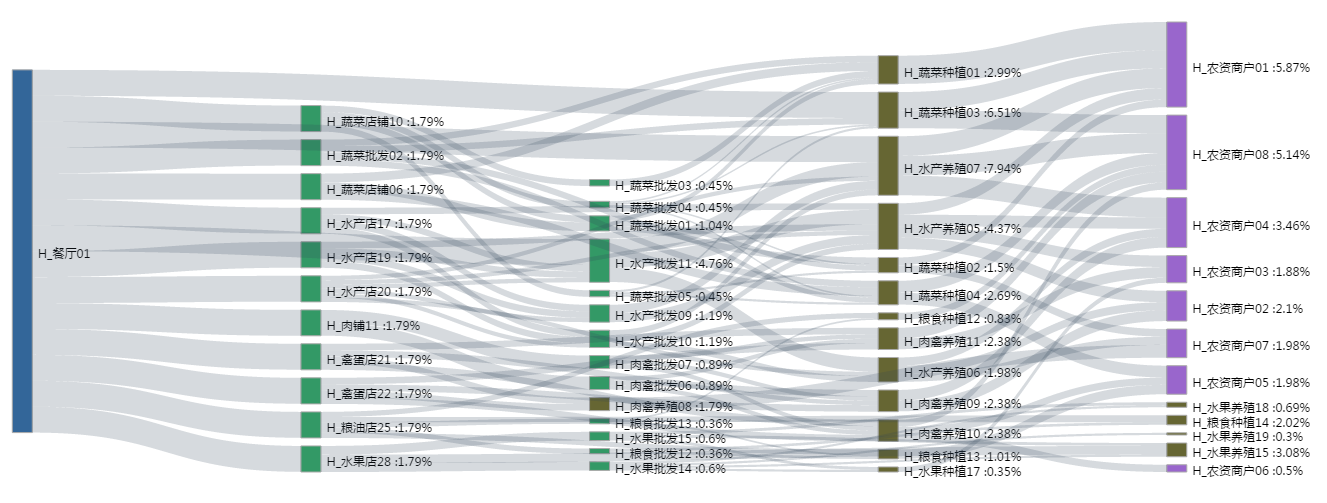 H_餐厅01
H_蔬菜店铺10 :1.79%
H_蔬菜批发02 :1.79%
H_蔬菜店铺06 :1.79%
H_水产店17 :1.79%
H_水产店19 :1.79%
H_水产店20 :1.79%
H_肉铺11 :1.79%
H_禽蛋店21 :1.79%
H_禽蛋店22 :1.79%
H_粮油店25 :1.79%
H_水果店28 :1.79%
H_蔬菜批发03 :0.45%
H_蔬菜批发04 :0.45%
H_蔬菜批发01 :1.04%
H_水产批发11 :4.76%
H_蔬菜批发05 :0.45%
H_水产批发09 :1.19%
H_水产批发10 :1.19%
H_肉禽批发07 :0.89%
H_肉禽批发06 :0.89%
H_肉禽养殖08 :1.79%
H_粮食批发13 :0.36%
H_水果批发15 :0.6%
H_粮食批发12 :0.36%
H_水果批发14 :0.6%
H_蔬菜种植01 :2.99%
H_蔬菜种植03 :6.51%
H_水产养殖07 :7.94%
H_水产养殖05 :4.37%
H_蔬菜种植02 :1.5%
H_蔬菜种植04 :2.69%
H_粮食种植12 :0.83%
H_肉禽养殖11 :2.38%
H_水产养殖06 :1.98%
H_肉禽养殖09 :2.38%
H_肉禽养殖10 :2.38%
H_粮食种植13 :1.01%
H_水果种植17 :0.35%
H_农资商户01 :5.87%
H_农资商户08 :5.14%
H_农资商户04 :3.46%
H_农资商户03 :1.88%
H_农资商户02 :2.1%
H_农资商户07 :1.98%
H_农资商户05 :1.98%
H_水果养殖18 :0.69%
H_粮食种植14 :2.02%
H_水果养殖19 :0.3%
H_水果养殖15 :3.08%
H_农资商户06 :0.5%